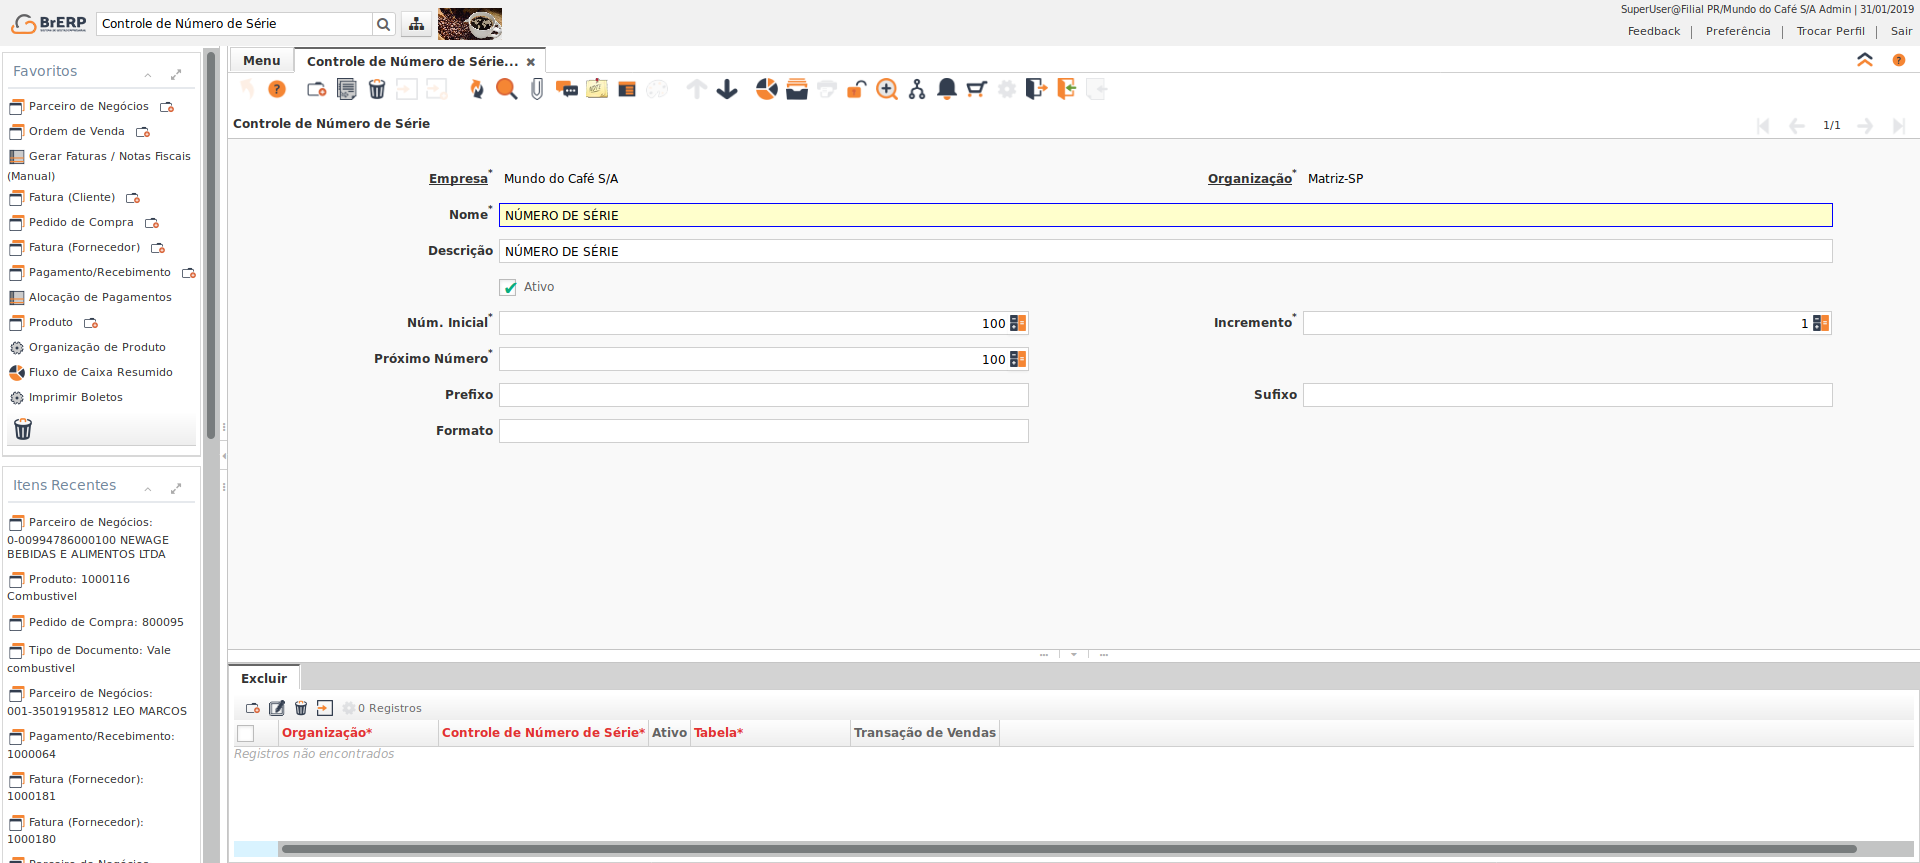 BrERP
Controle de Número de Série
SuperUser@Filial PR/Mundo do Café S/A Admin | 31/01/2019
Feedback | Preferência | Trocar Perfil | Sair
Favoritos
Parceiro de Negócios
Ordem de Venda
Gerar Faturas / Notas Fiscais
(Manual)
Fatura (Cliente)
Pedido de Compra
Fatura (Fornecedor)
Pagamento/Recebimento
Alocação de Pagamentos
Produto
Organização de Produto
Fluxo de Caixa Resumido
Imprimir Boletos
Itens Recentes
Parceiro de Negócios:
0-00994786000100 NEWAGE
BEBIDAS E ALIMENTOS LTDA
Produto: 1000116
Combustivel
Pedido de Compra: 800095
Tipo de Documento: Vale
combustivel
Parceiro de Negócios:
001-35019195812 LEO MARCOS
Pagamento/Recebimento:
1000064
Fatura (Fornecedor):
1000181
Fatura (Fornecedor):
1000180
Parceiro de Negócios
Menu
Controle de Número de Série...
Controle de Número de Série
1/1
Empresa* Mundo do Café S/A
Organização* Matriz-SP
Nome* NÚMERO DE SÉRIE
Descrição NÚMERO DE SÉRIE
Ativo
Núm. Inicial* 100
Incremento* 1
Próximo Número* 100
Prefixo
Sufixo
Formato
Excluir
0 Registros
Organização* Controle de Número de Série* Ativo Tabela* Transação de Vendas
Registros não encontrados